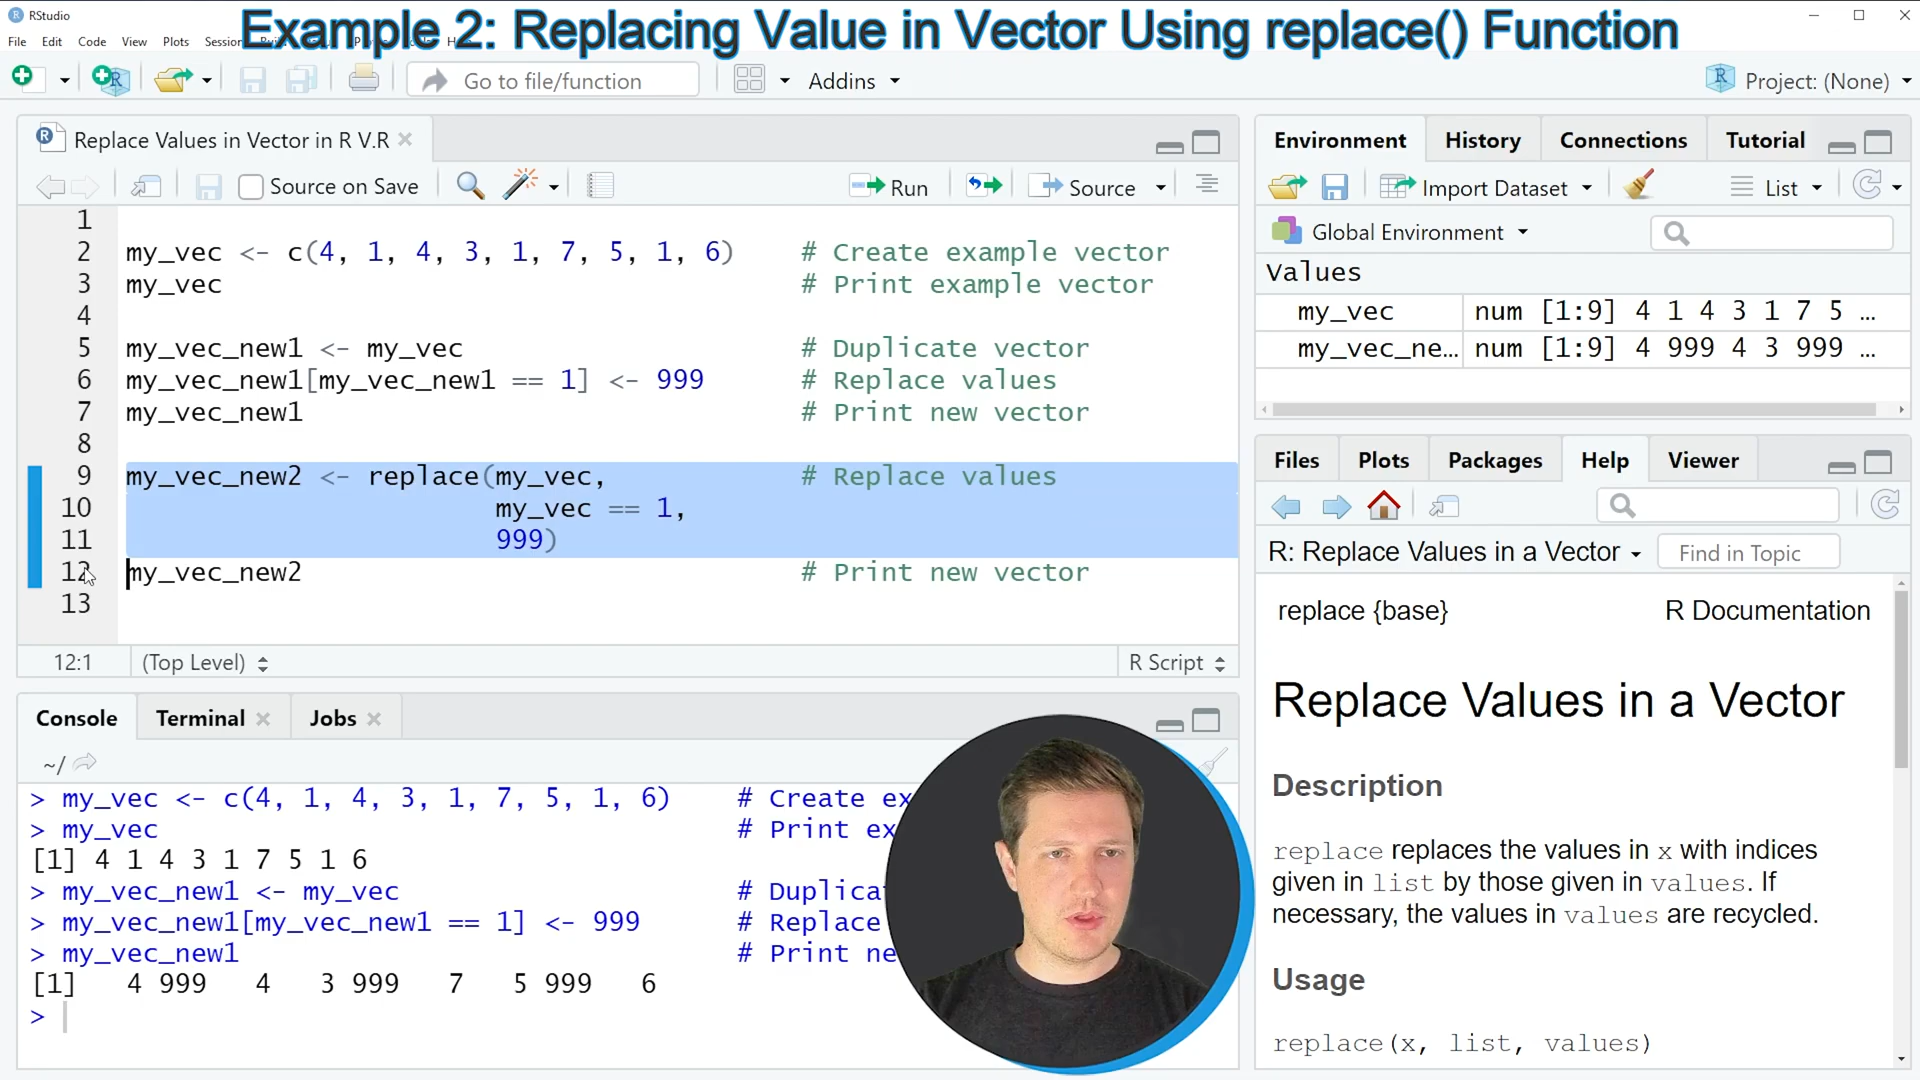 RStudio
Example 2: Replacing Value in Vector Using replace() Function
File Edit Code View Plots Session
Go to file/function
Addins
Project: (None)
Replace Values in Vector in R V.R
Source on Save
Run
Source
1
2 my_vec <- c(4, 1, 4, 3, 1, 7, 5, 1, 6) # Create example vector
3 my_vec # Print example vector
4
5 my_vec_new1 <- my_vec # Duplicate vector
6 my_vec_new1[my_vec_new1 == 1] <- 999 # Replace values
7 my_vec_new1 # Print new vector
8
9 my_vec_new2 <- replace(my_vec, # Replace values
10 my_vec == 1,
11 999)
12 my_vec_new2 # Print new vector
13
12:1 (Top Level) R Script
Console Terminal Jobs
~/
> my_vec <- c(4, 1, 4, 3, 1, 7, 5, 1, 6) # Create ex
> my_vec # Print ex
[1] 4 1 4 3 1 7 5 1 6
> my_vec_new1 <- my_vec # Duplica
> my_vec_new1[my_vec_new1 == 1] <- 999 # Replace
> my_vec_new1 # Print ne
[1] 4 999 4 3 999 7 5 999 6
>
Environment History Connections Tutorial
Import Dataset List
Global Environment
Values
my_vec num [1:9] 4 1 4 3 1 7 5 ...
my_vec_ne... num [1:9] 4 999 4 3 999 ...
Files Plots Packages Help Viewer
R: Replace Values in a Vector Find in Topic
replace {base} R Documentation
Replace Values in a Vector
Description
replace replaces the values in x with indices
given in list by those given in values. If
necessary, the values in values are recycled.
Usage
replace(x, list, values)